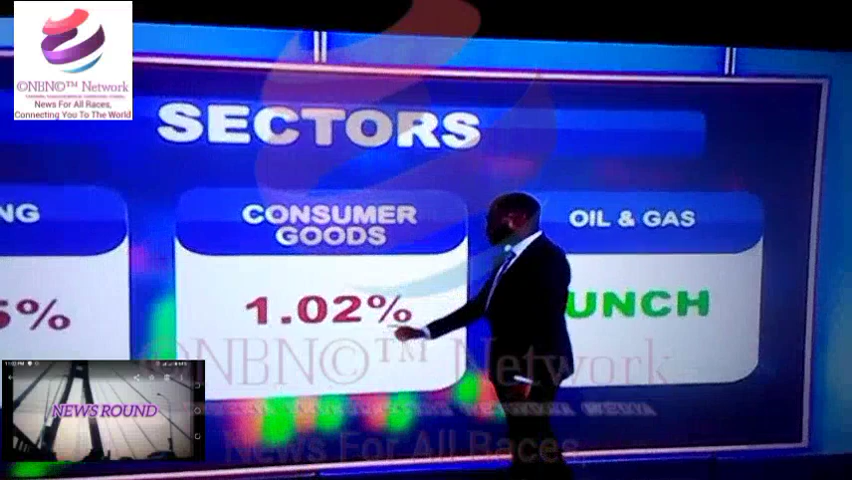 ©NBN©™ Network
News For All Races,
Connecting You To The World
SECTORS
NG
CONSUMER
GOODS
OIL & GAS
5%
1.02%
UNCH
©NBN©™ Network
News For All Races,
NEWS ROUND